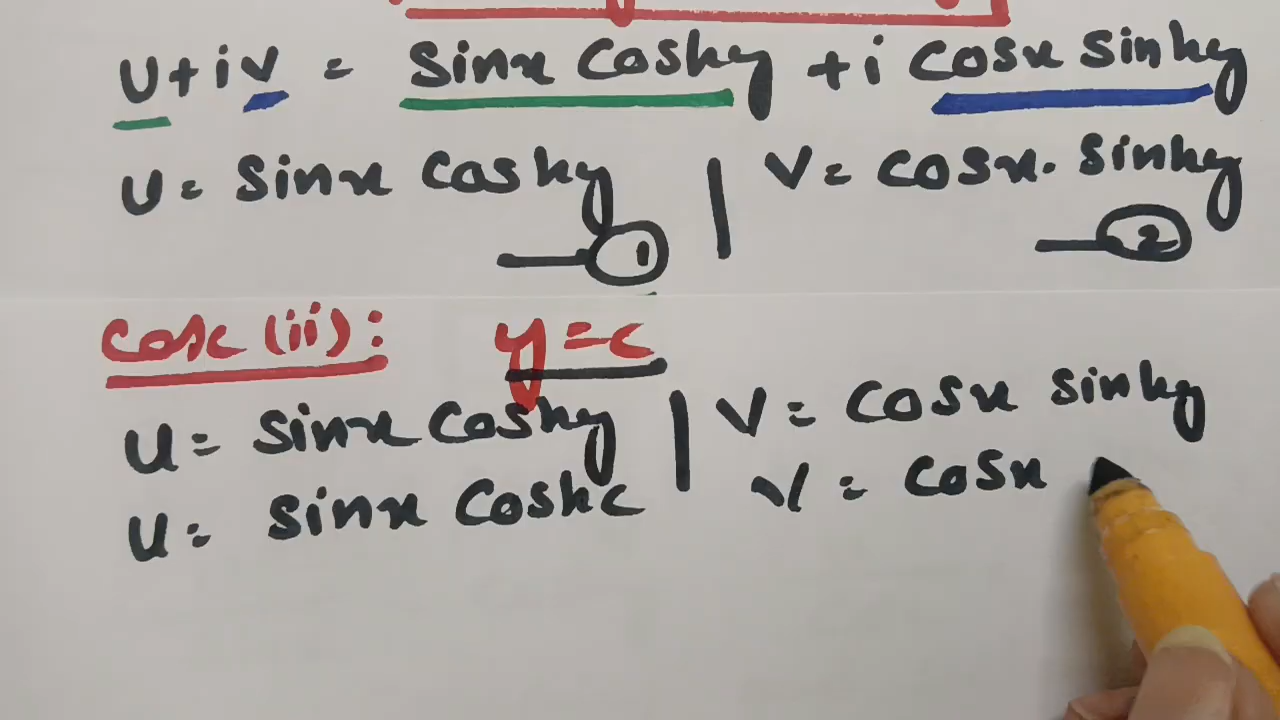 u + iv = sinx coshy + i cosx sinhy
u = sinx coshy | v = cosx. sinhy
1 2
case (ii): y = c
u = sinx coshy | v = cosx sinhy
u = sinx coshc v = cosx